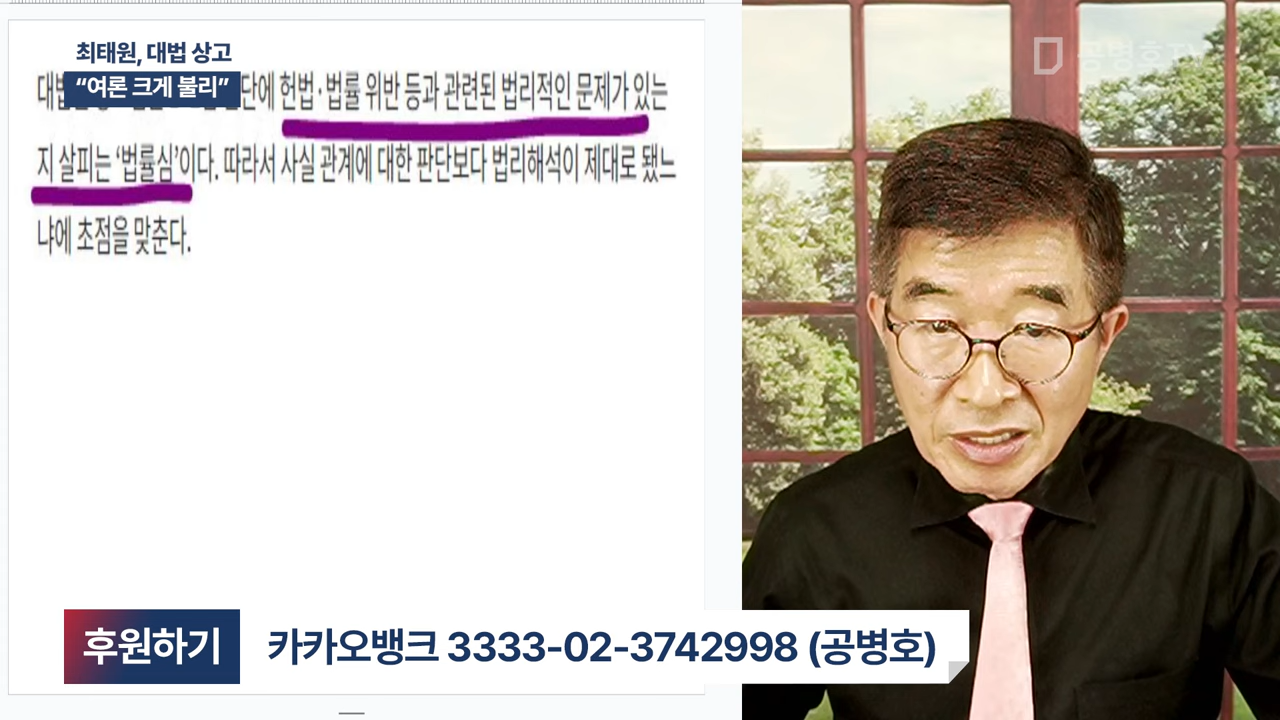 최태원, 대법 상고
“여론 크게 불리”
대법 단에 헌법·법률 위반 등과 관련된 법리적인 문제가 있는
지 살피는 ‘법률심’이다. 따라서 사실 관계에 대한 판단보다 법리해석이 제대로 됐느
냐에 초점을 맞춘다.
공병호TV
후원하기
카카오뱅크 3333-02-3742998 (공병호)